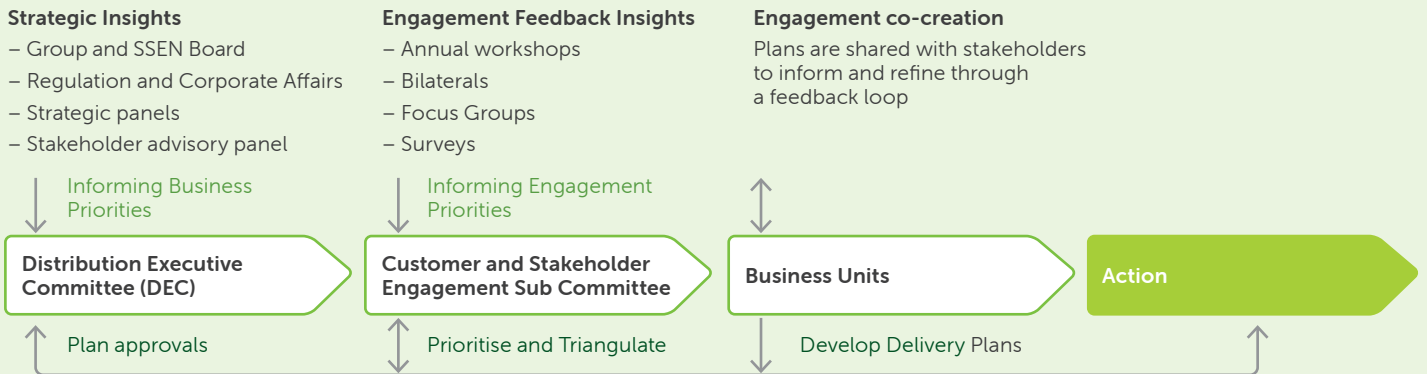 Strategic Insights
– Group and SSEN Board
– Regulation and Corporate Affairs
– Strategic panels
– Stakeholder advisory panel
Engagement Feedback Insights
– Annual workshops
– Bilaterals
– Focus Groups
– Surveys
Engagement co-creation
Plans are shared with stakeholders
to inform and refine through
a feedback loop
Informing Business
Priorities
Informing Engagement
Priorities
Distribution Executive
Committee (DEC)
Customer and Stakeholder
Engagement Sub Committee
Business Units
Action
Plan approvals
Prioritise and Triangulate
Develop Delivery Plans